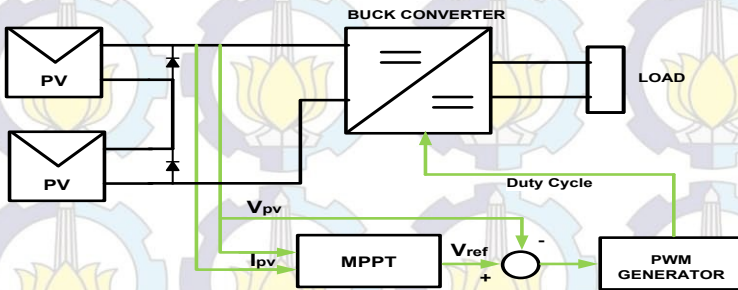 BUCK CONVERTER
PV
LOAD
PV
Duty Cycle
Vpv
-
Ipv
MPPT
Vref
+
PWM
GENERATOR